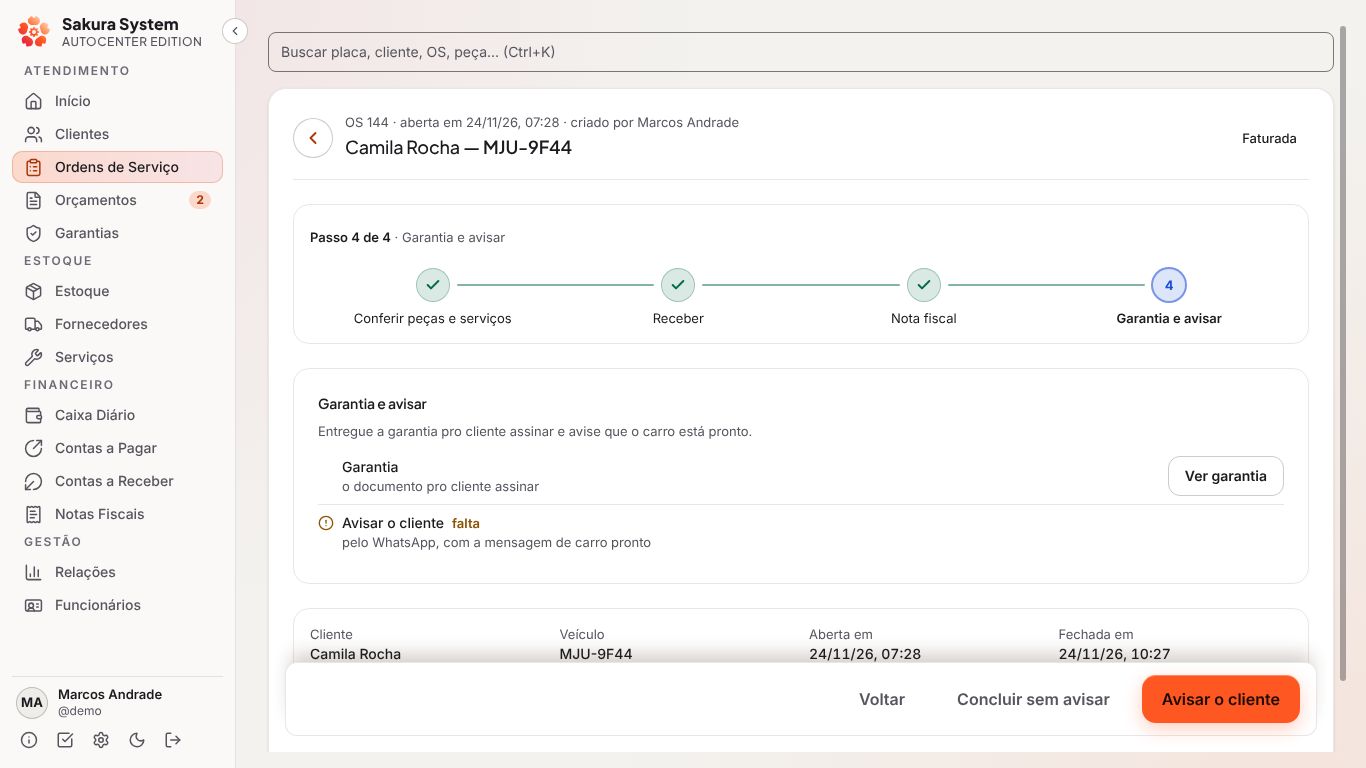 Sakura System
AUTOCENTER EDITION
ATENDIMENTO
Início
Clientes
Ordens de Serviço
Orçamentos 2
Garantias
ESTOQUE
Estoque
Fornecedores
Serviços
FINANCEIRO
Caixa Diário
Contas a Pagar
Contas a Receber
Notas Fiscais
GESTÃO
Relações
Funcionários
MA
Marcos Andrade
@demo
Buscar placa, cliente, OS, peça... (Ctrl+K)
OS 144 · aberta em 24/11/26, 07:28 · criado por Marcos Andrade
Camila Rocha — MJU-9F44
Faturada
Passo 4 de 4 · Garantia e avisar
4
Conferir peças e serviços
Receber
Nota fiscal
Garantia e avisar
Garantia e avisar
Entregue a garantia pro cliente assinar e avise que o carro está pronto.
Garantia
o documento pro cliente assinar
Ver garantia
Avisar o cliente falta
pelo WhatsApp, com a mensagem de carro pronto
Cliente
Camila Rocha
Veículo
MJU-9F44
Aberta em
24/11/26, 07:28
Fechada em
24/11/26, 10:27
Voltar
Concluir sem avisar
Avisar o cliente